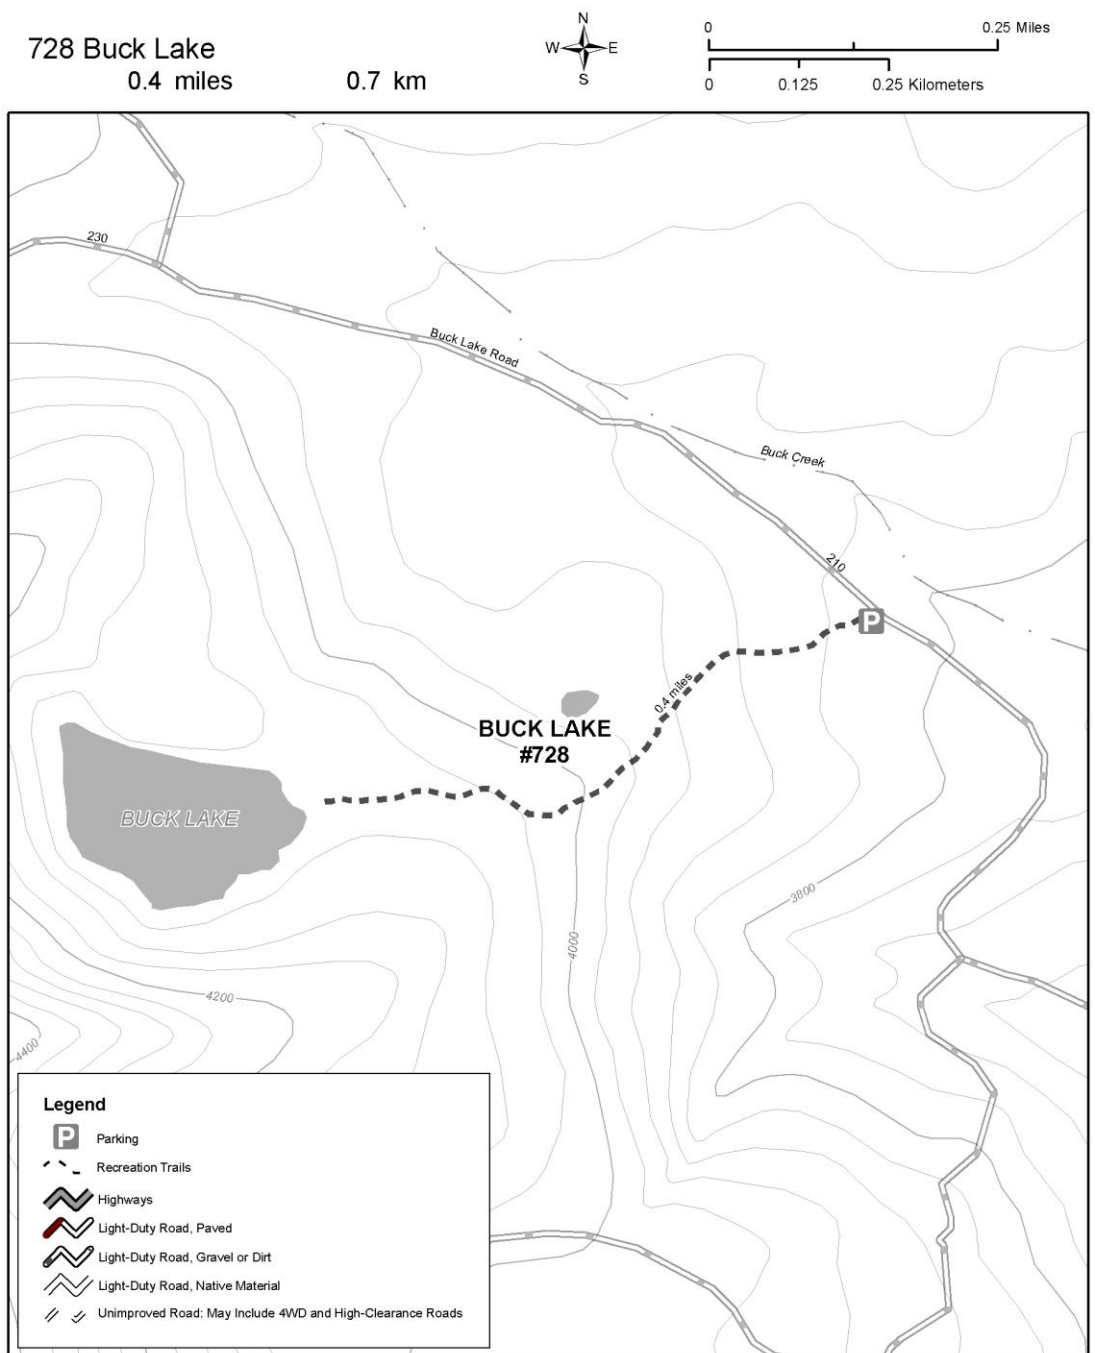 728 Buck Lake
0.4 miles 0.7 km
N
W E
S
0 0.25 Miles
0 0.125 0.25 Kilometers
230
Buck Lake Road
Buck Creek
210
P
0.4 miles
BUCK LAKE
#728
BUCK LAKE
3800
4000
4200
4400
Legend
P Parking
Recreation Trails
Highways
Light-Duty Road, Paved
Light-Duty Road, Gravel or Dirt
Light-Duty Road, Native Material
Unimproved Road: May Include 4WD and High-Clearance Roads